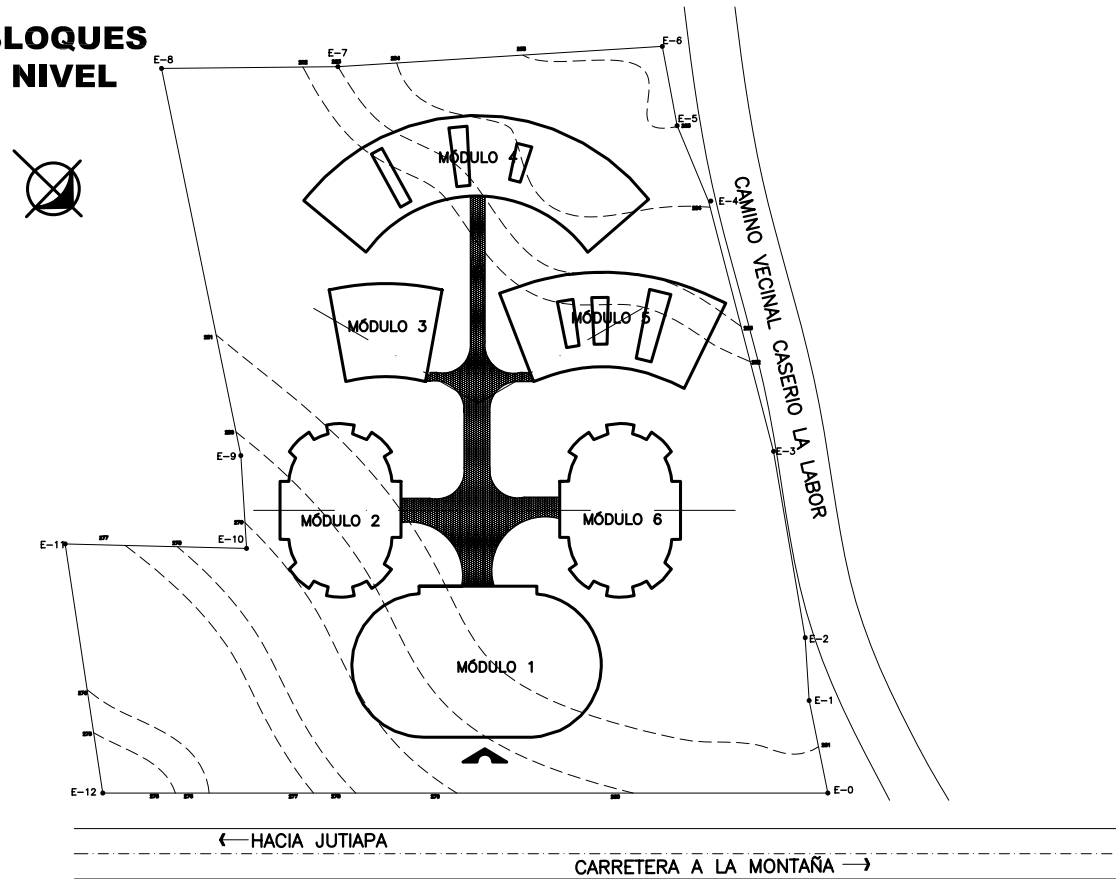 LOQUES
NIVEL
E-8
E-7
E-6
E-5
E-4
MÓDULO 4
CAMINO VECINAL CASERIO LA LABOR
MÓDULO 3
MÓDULO 5
E-3
E-9
MÓDULO 2
MÓDULO 6
E-11
E-10
E-2
MÓDULO 1
E-1
E-12
E-0
HACIA JUTIAPA
CARRETERA A LA MONTAÑA